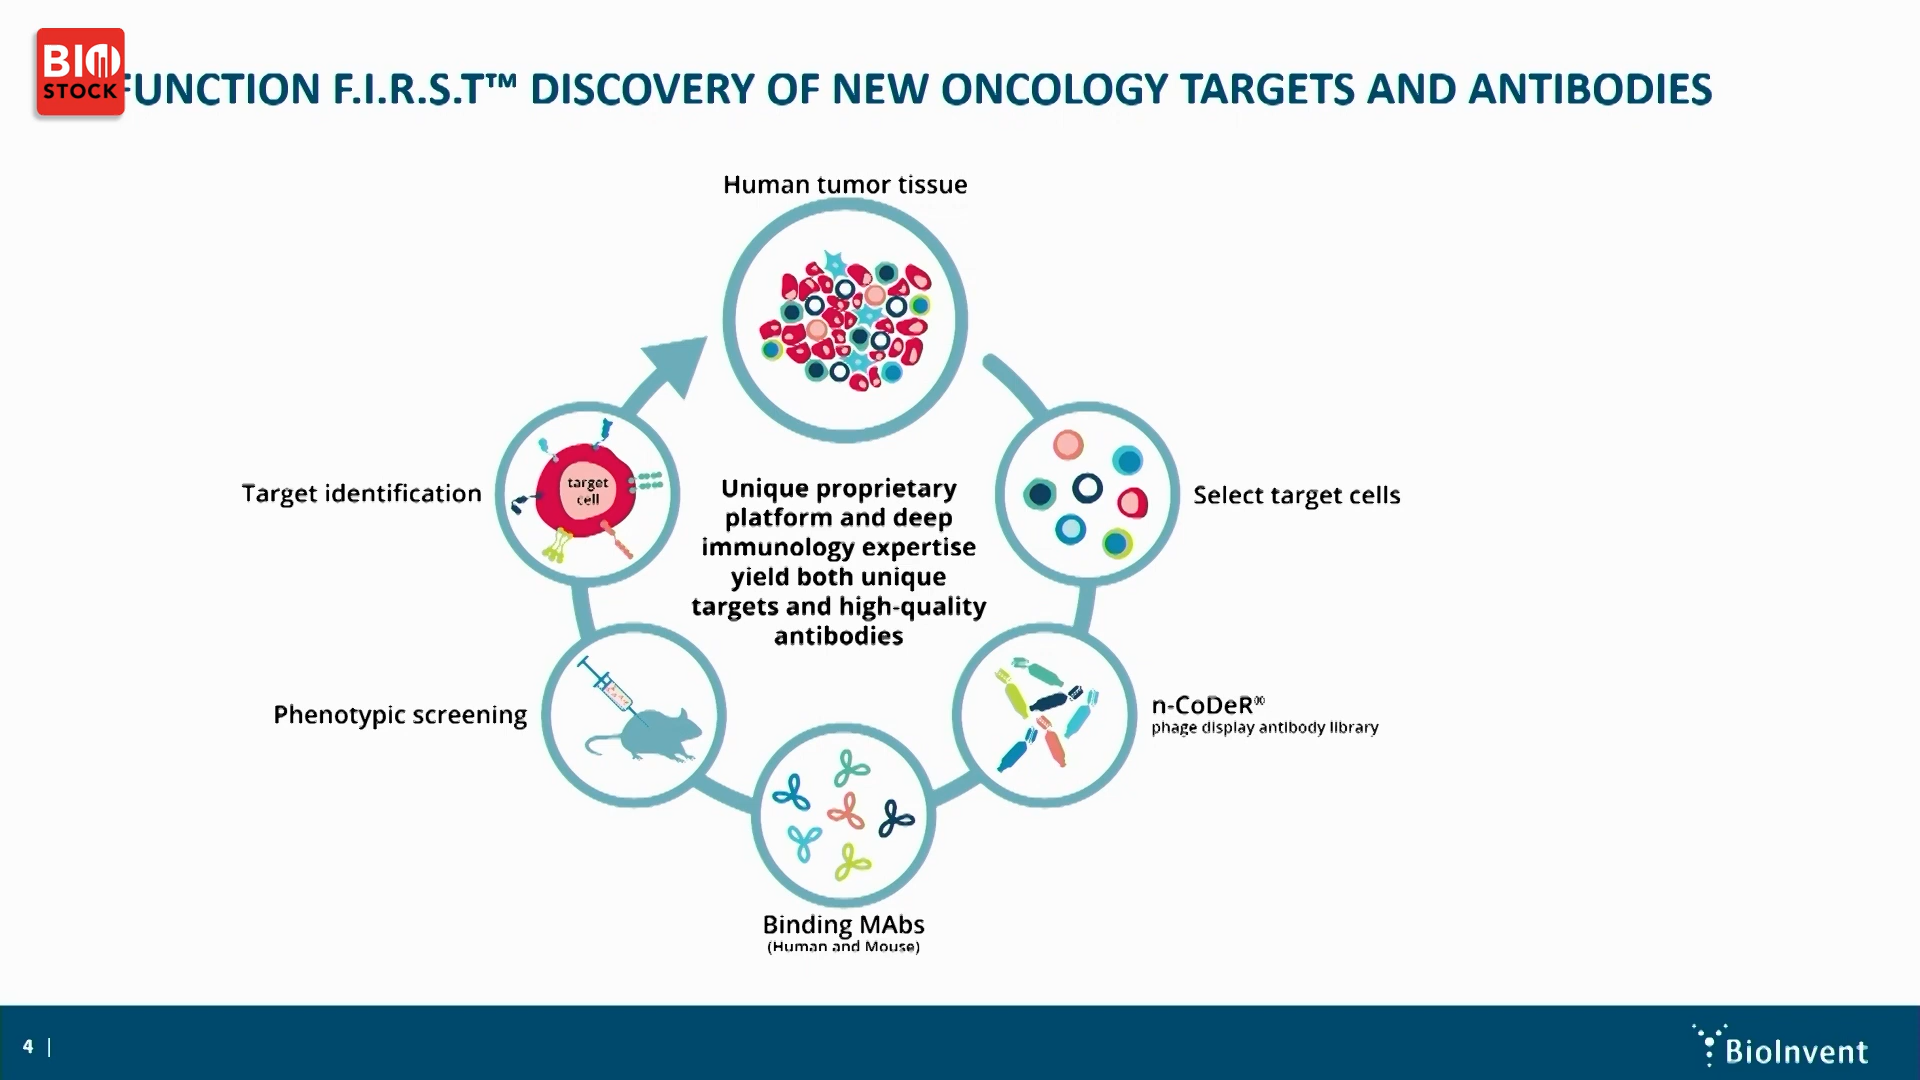 BIO
STOCK
FUNCTION F.I.R.S.T™ DISCOVERY OF NEW ONCOLOGY TARGETS AND ANTIBODIES
Human tumor tissue
Select target cells
n-CoDeR®
phage display antibody library
Binding MAbs
(Human and Mouse)
Phenotypic screening
Target identification
target
cell
Unique proprietary
platform and deep
immunology expertise
yield both unique
targets and high-quality
antibodies
4 |
BioInvent